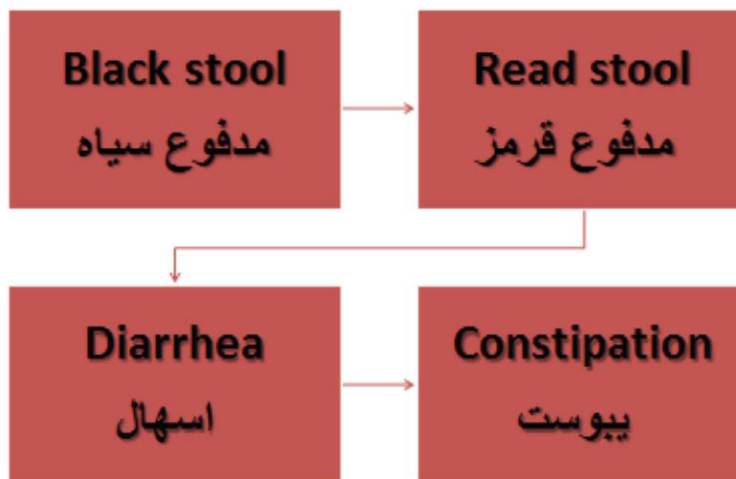 Black stool
مدفوع سیاه
Read stool
مدفوع قرمز
Diarrhea
اسهال
Constipation
یبوست